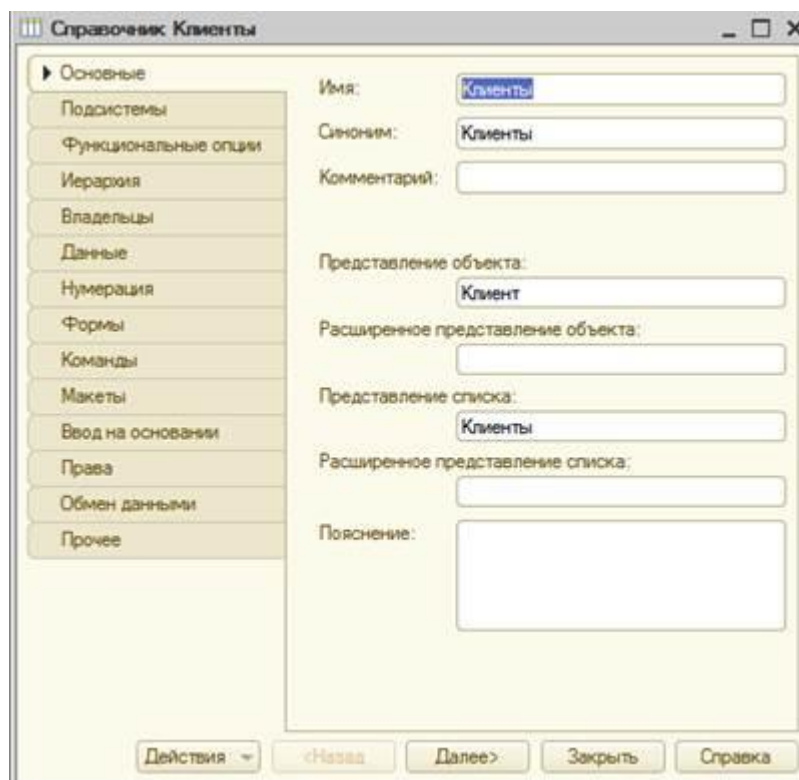 Справочник Клиенты
Основные
Подсистемы
Функциональные опции
Иерархия
Владельцы
Данные
Нумерация
Формы
Команды
Макеты
Ввод на основании
Права
Обмен данными
Прочее
Имя: Клиенты
Синоним: Клиенты
Комментарий:
Представление объекта:
Клиент
Расширенное представление объекта:
Представление списка:
Клиенты
Расширенное представление списка:
Пояснение:
Действия <Назад Далее> Закрыть Справка